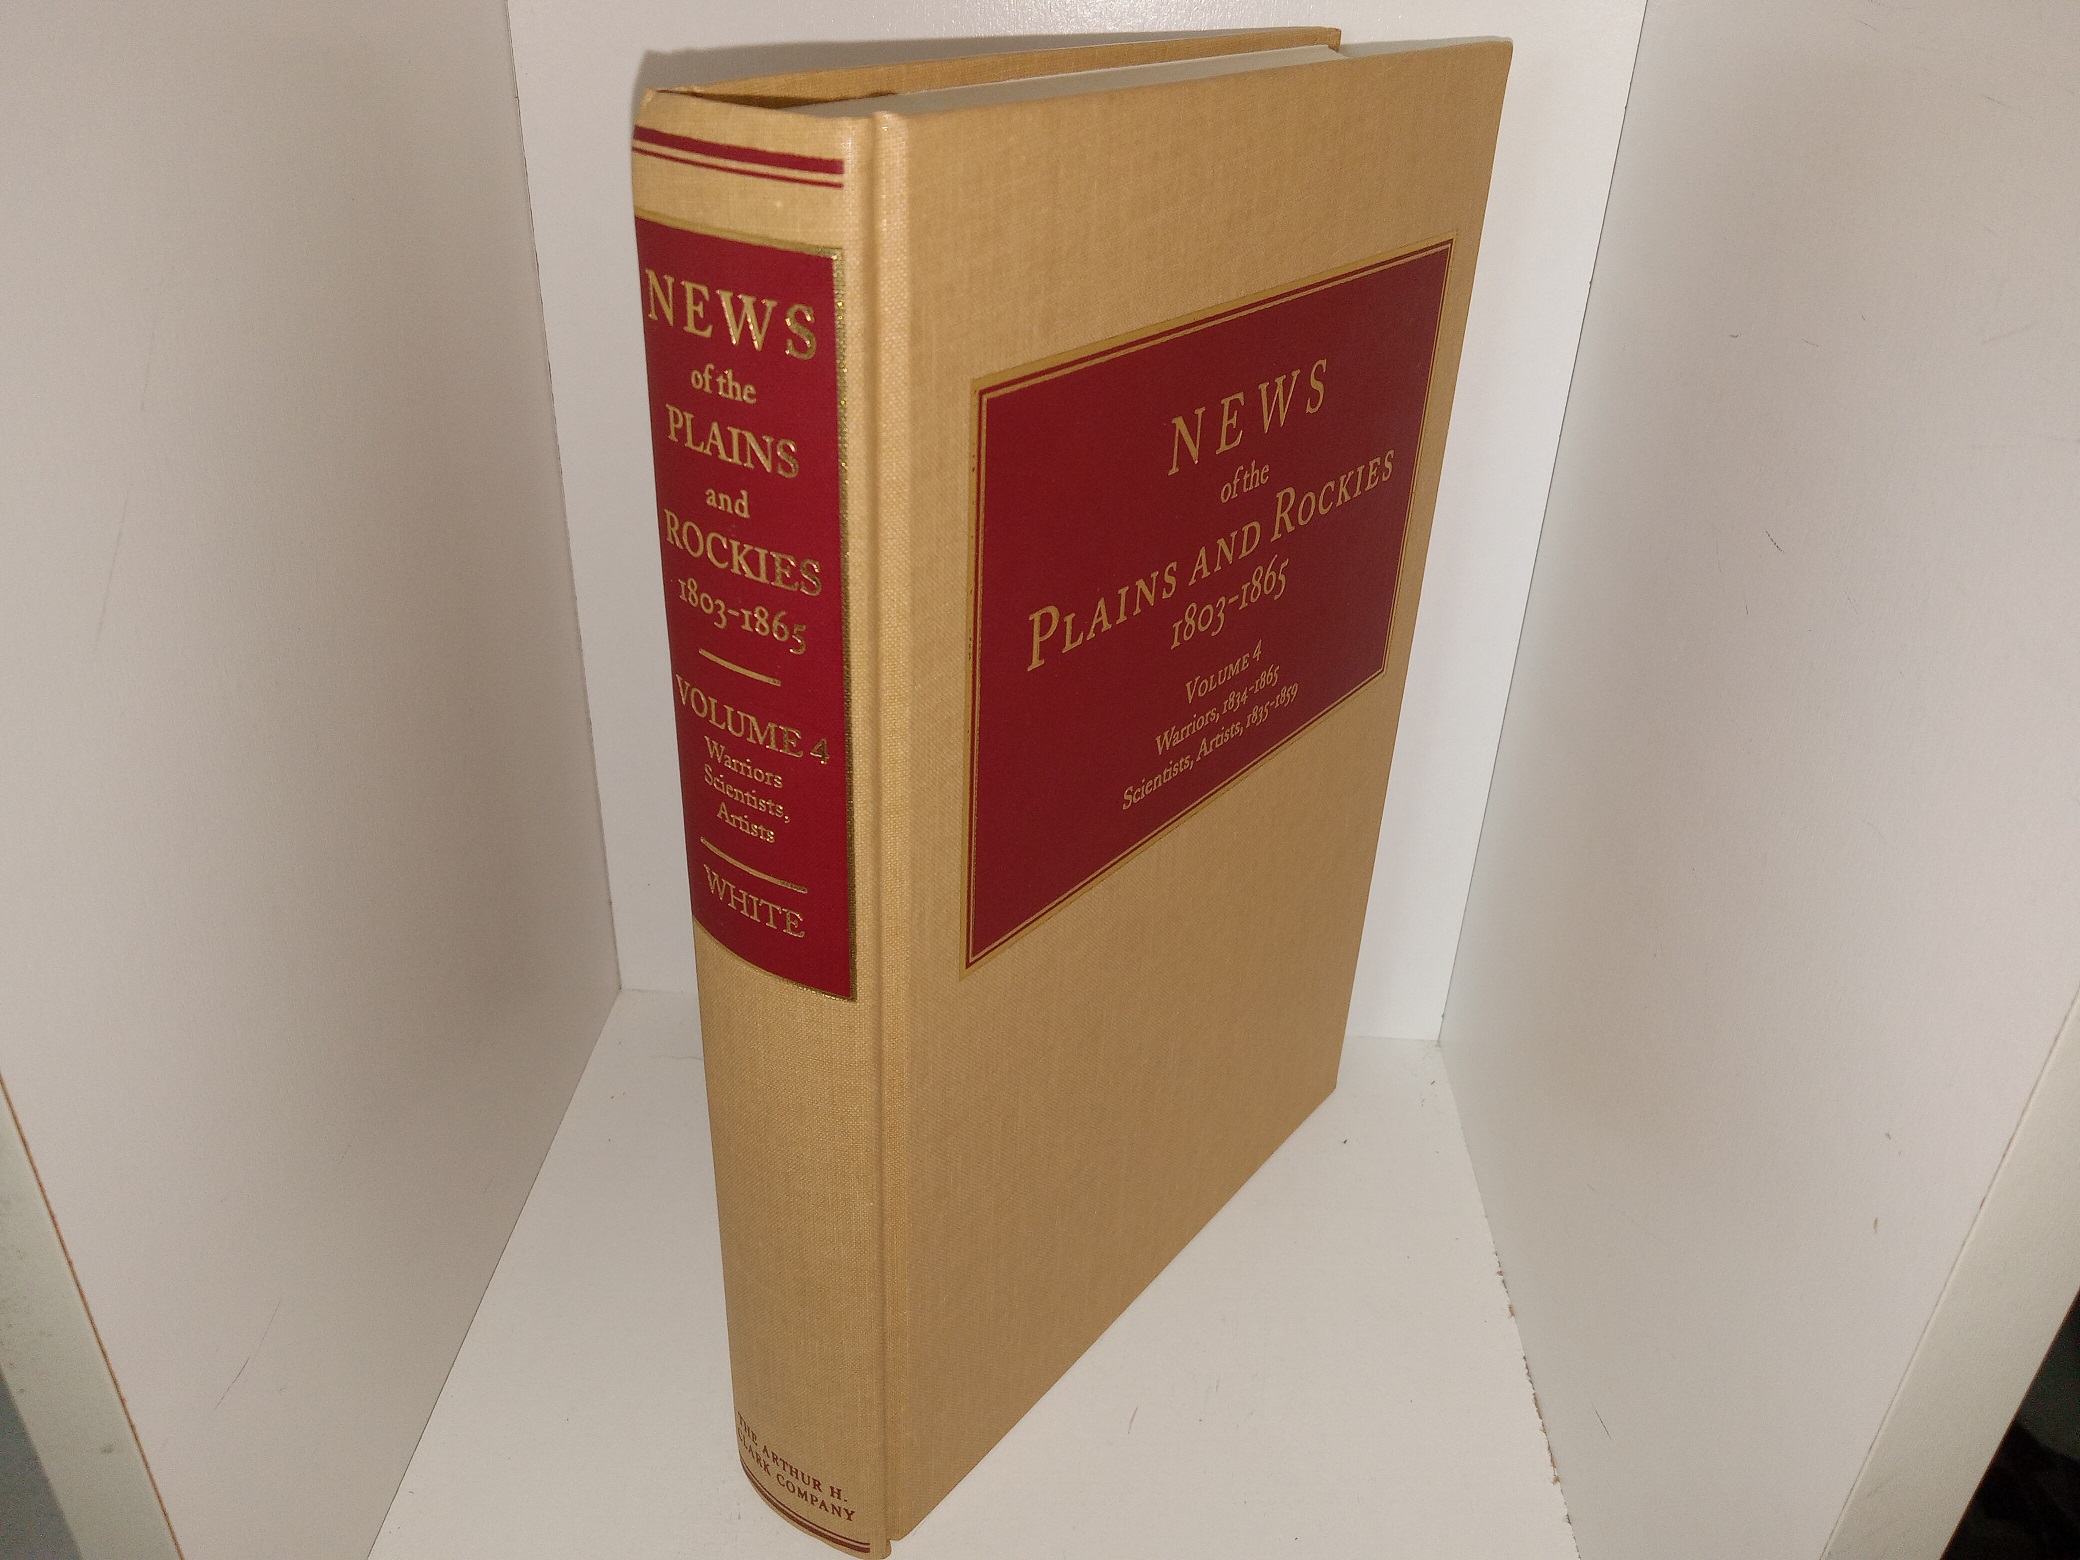 NEWS
of the
PLAINS
and
ROCKIES
1803-1865
VOLUME 4
Warriors
Scientists,
Artists
WHITE
THE ARTHUR H.
CLARK COMPANY
NEWS
of the
PLAINS AND ROCKIES
1803-1865
VOLUME 4
Warriors, 1834-1865
Scientists, Artists, 1835-1859